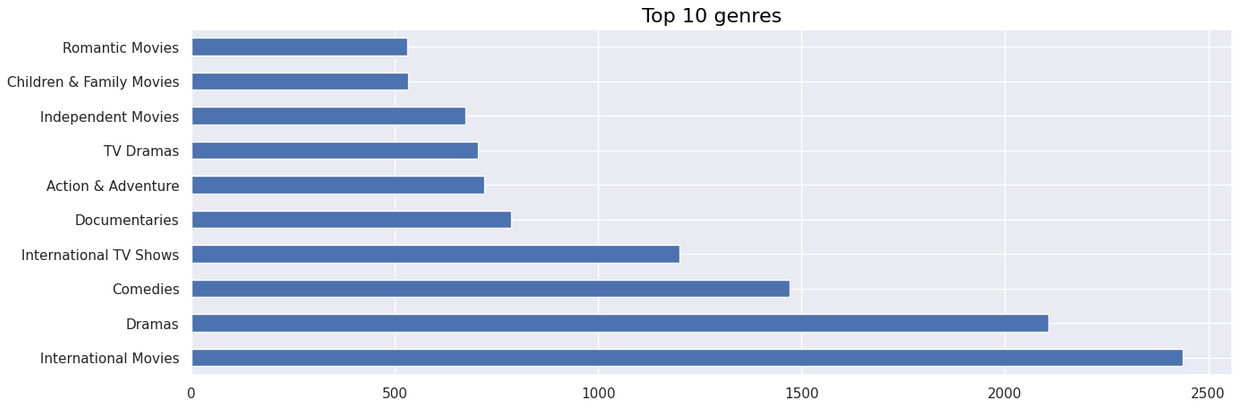 Top 10 genres
Romantic Movies
Children & Family Movies
Independent Movies
TV Dramas
Action & Adventure
Documentaries
International TV Shows
Comedies
Dramas
International Movies
0 500 1000 1500 2000 2500